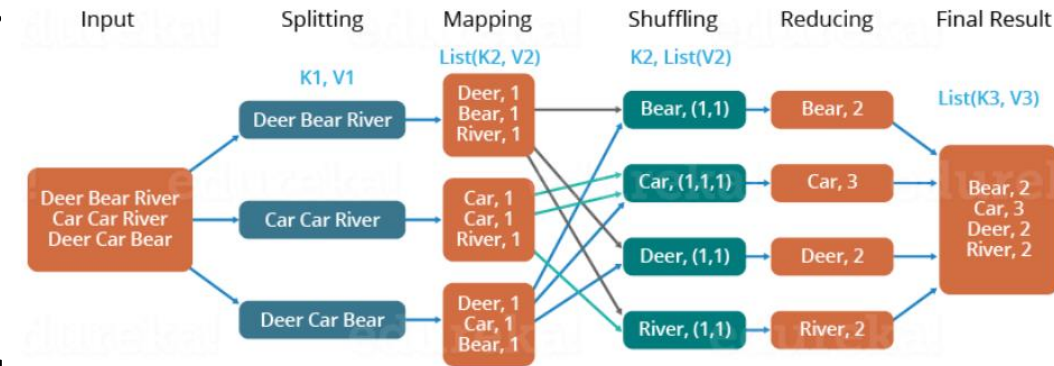 Input
Splitting
Mapping
Shuffling
Reducing
Final Result
K1, V1
List(K2, V2)
K2, List(V2)
List(K3, V3)
Deer Bear River
Car Car River
Deer Car Bear
Deer Bear River
Car Car River
Deer Car Bear
Deer, 1
Bear, 1
River, 1
Car, 1
Car, 1
River, 1
Deer, 1
Car, 1
Bear, 1
Bear, (1,1)
Car, (1,1,1)
Deer, (1,1)
River, (1,1)
Bear, 2
Car, 3
Deer, 2
River, 2
Bear, 2
Car, 3
Deer, 2
River, 2